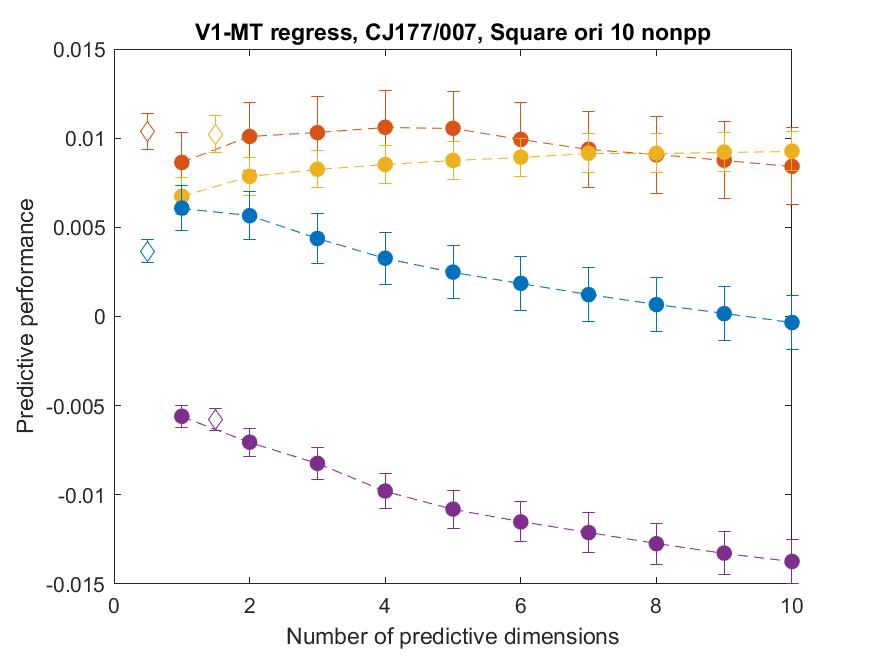 V1-MT regress, CJ177/007, Square ori 10 nonpp
0.015
0.01
0.005
0
-0.005
-0.01
-0.015
Predictive performance
0 2 4 6 8 10
Number of predictive dimensions